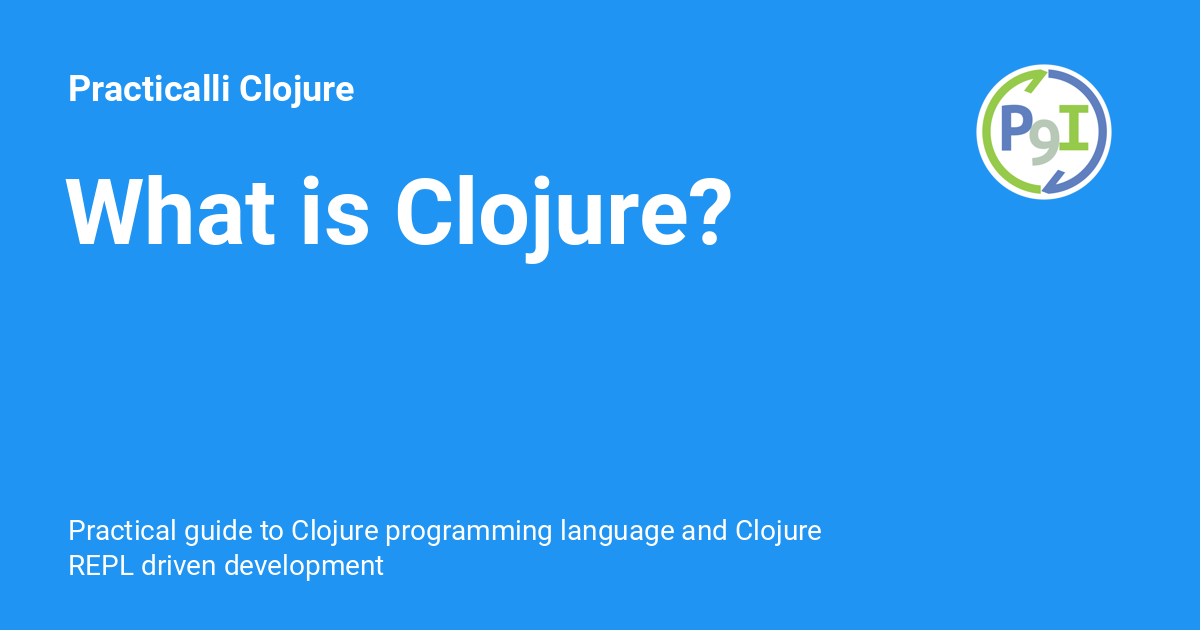 Practicalli Clojure
P9I
What is Clojure?
Practical guide to Clojure programming language and Clojure
REPL driven development